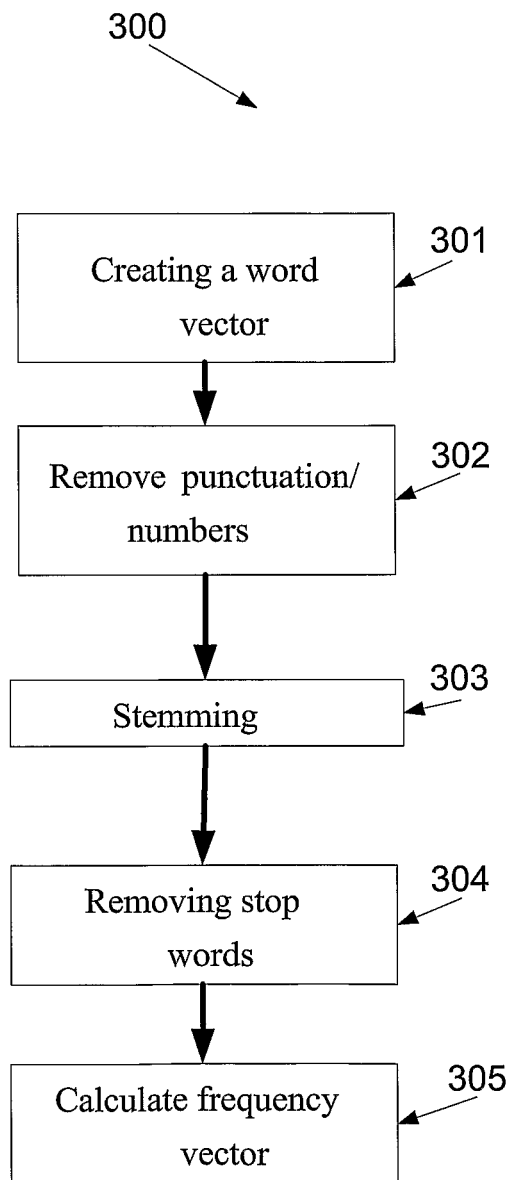 300
301
Creating a word
vector
302
Remove punctuation/
numbers
303
Stemming
304
Removing stop
words
305
Calculate frequency
vector